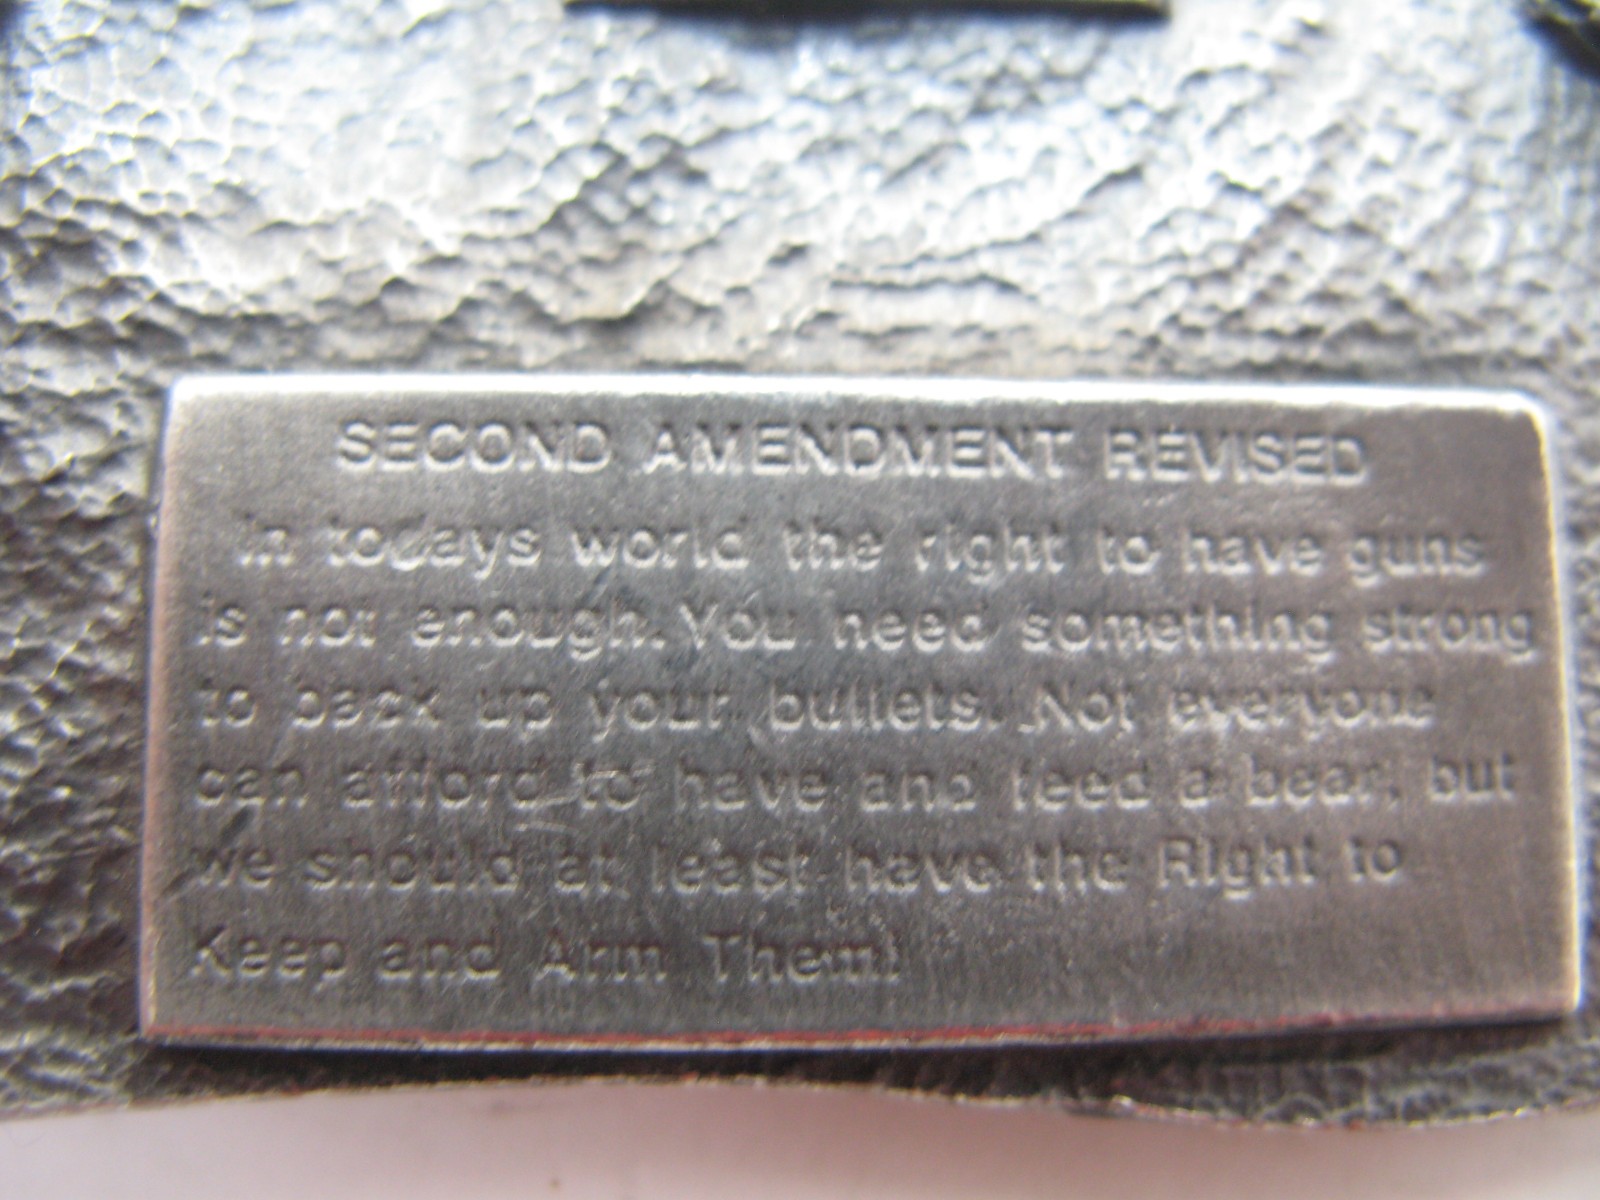 SECOND AMENDMENT REVISED
In todays world the right to have guns
is not enough. You need something strong
to back up your bullets. Not everyone
can afford to have and feed a bear, but
we should at least have the Right to
Keep and Arm Them!